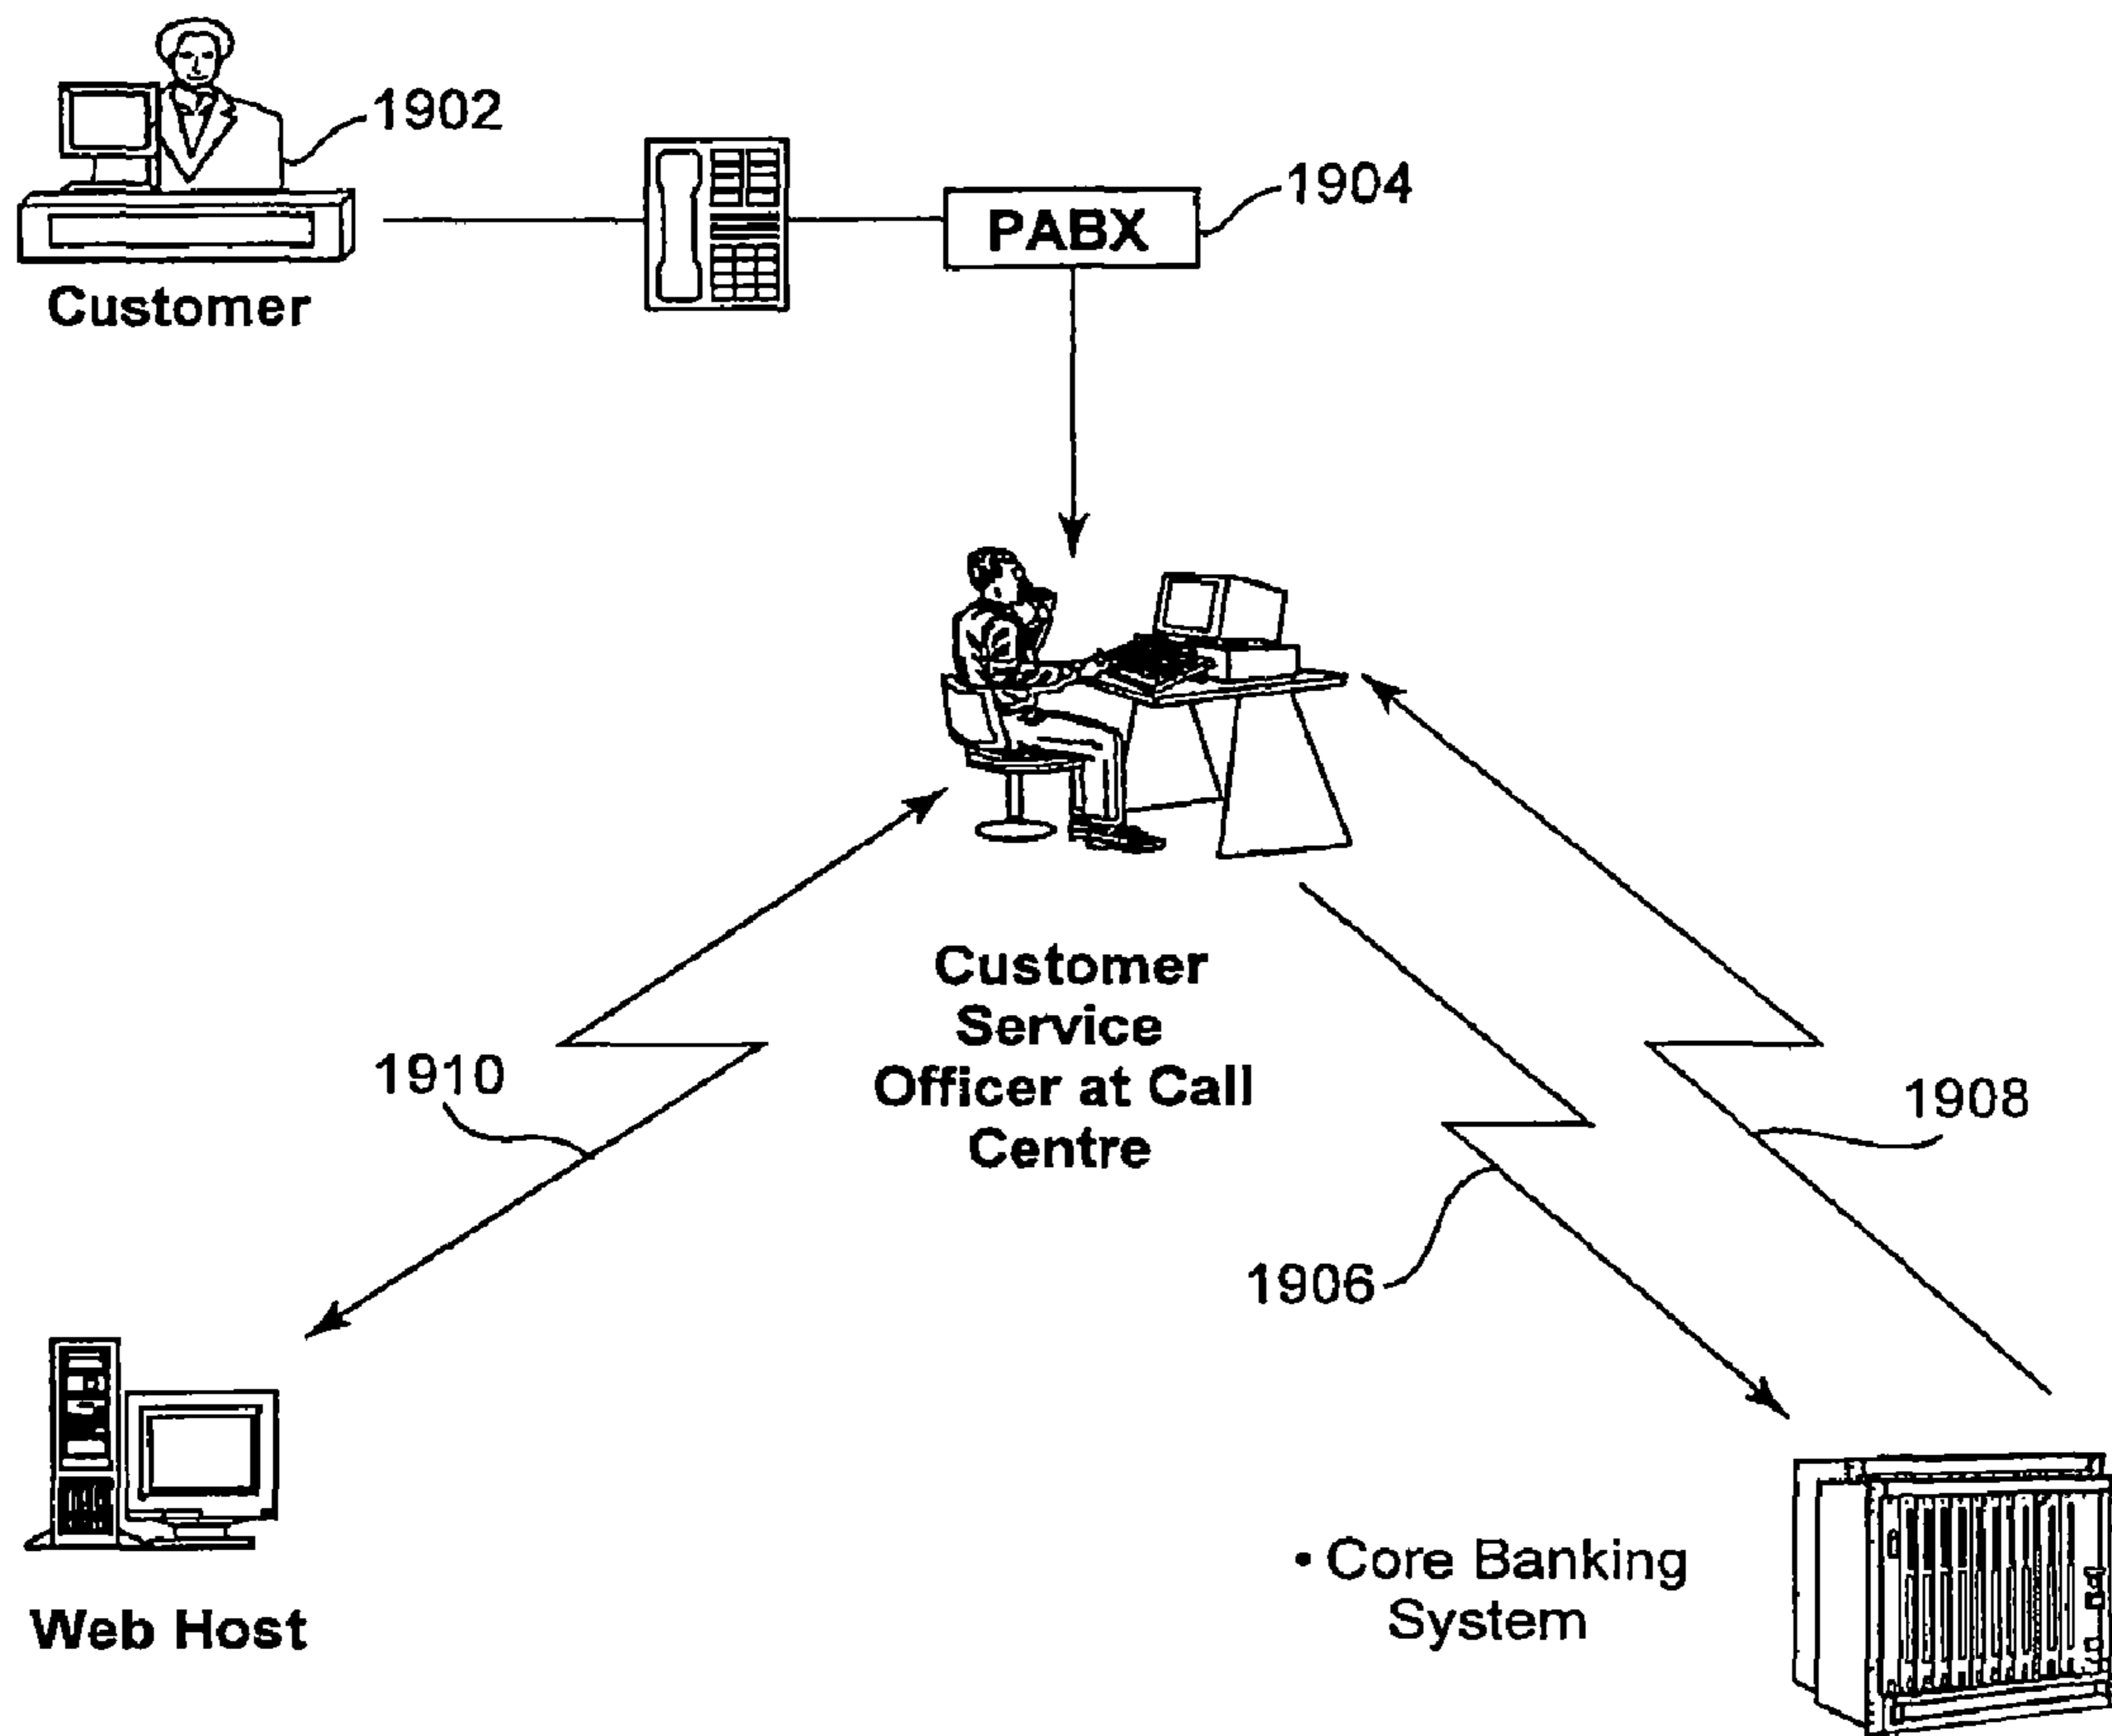 1902
Customer
PABX
1904
Customer
Service
Officer at Call
Centre
1910
1908
1906
Web Host
• Core Banking
System